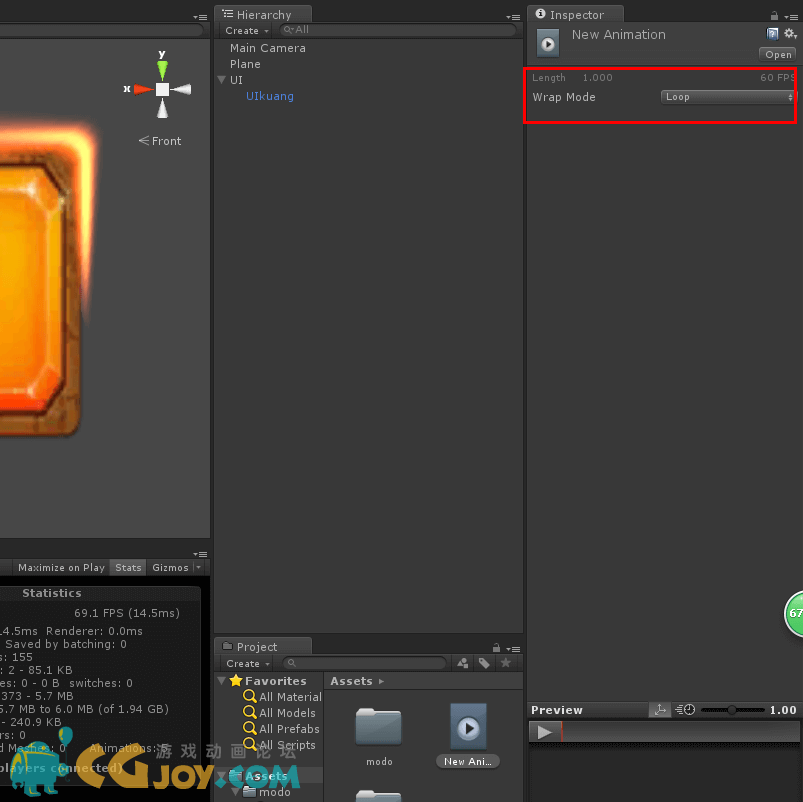 Hierarchy
Create
All
Main Camera
Plane
UI
UIkuang
y
x
Front
Inspector
New Animation
Open
Length 1.000 60 FPS
Wrap Mode Loop
Maximize on Play Stats Gizmos
Statistics
69.1 FPS (14.5ms)
14.5ms Renderer: 0.0ms
Saved by batching: 0
s: 155
: 2 - 85.1 KB
es: 0 - 0 B switches: 0
373 - 5.7 MB
5.7 MB to 6.0 MB (of 1.94 GB)
- 240.9 KB
rs: 0
d Meshes: 0 Animations: 5
players connected)
Project
Create
Favorites
All Material
All Models
All Prefabs
All Scripts
Assets
modo
Assets
modo
New Ani...
Preview
1.00
67
游戏动画论坛
CGJOY.COM